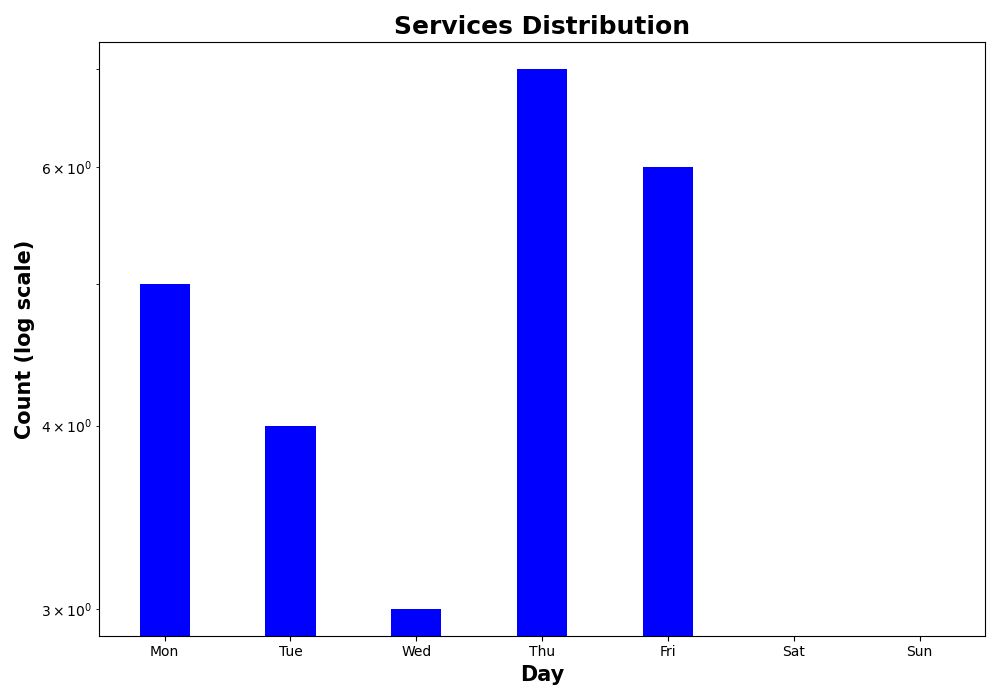 Services Distribution
Count (log scale)
6 × 10⁰
4 × 10⁰
3 × 10⁰
Mon Tue Wed Thu Fri Sat Sun
Day